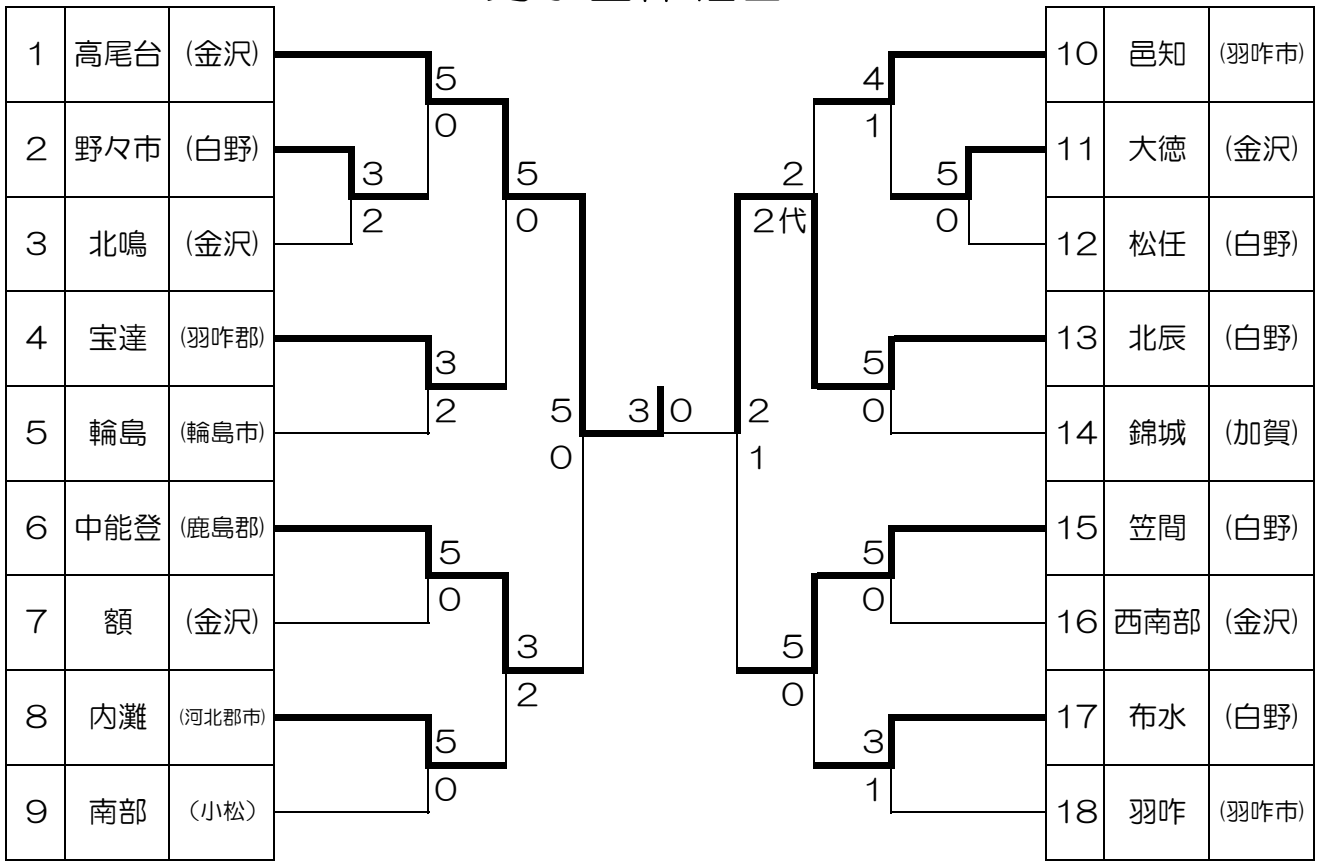 1 高尾台 (金沢)
2 野々市 (白野)
3 北鳴 (金沢)
4 宝達 (羽咋郡)
5 輪島 (輪島市)
6 中能登 (鹿島郡)
7 額 (金沢)
8 内灘 (河北郡市)
9 南部 (小松)
5
0
3
2
5
0
3
2
5
0
5
0
3
2
5
0
3 0
2
1
2
2代
4
1
5
0
5
0
5
0
5
0
3
1
10 邑知 (羽咋市)
11 大徳 (金沢)
12 松任 (白野)
13 北辰 (白野)
14 錦城 (加賀)
15 笠間 (白野)
16 西南部 (金沢)
17 布水 (白野)
18 羽咋 (羽咋市)